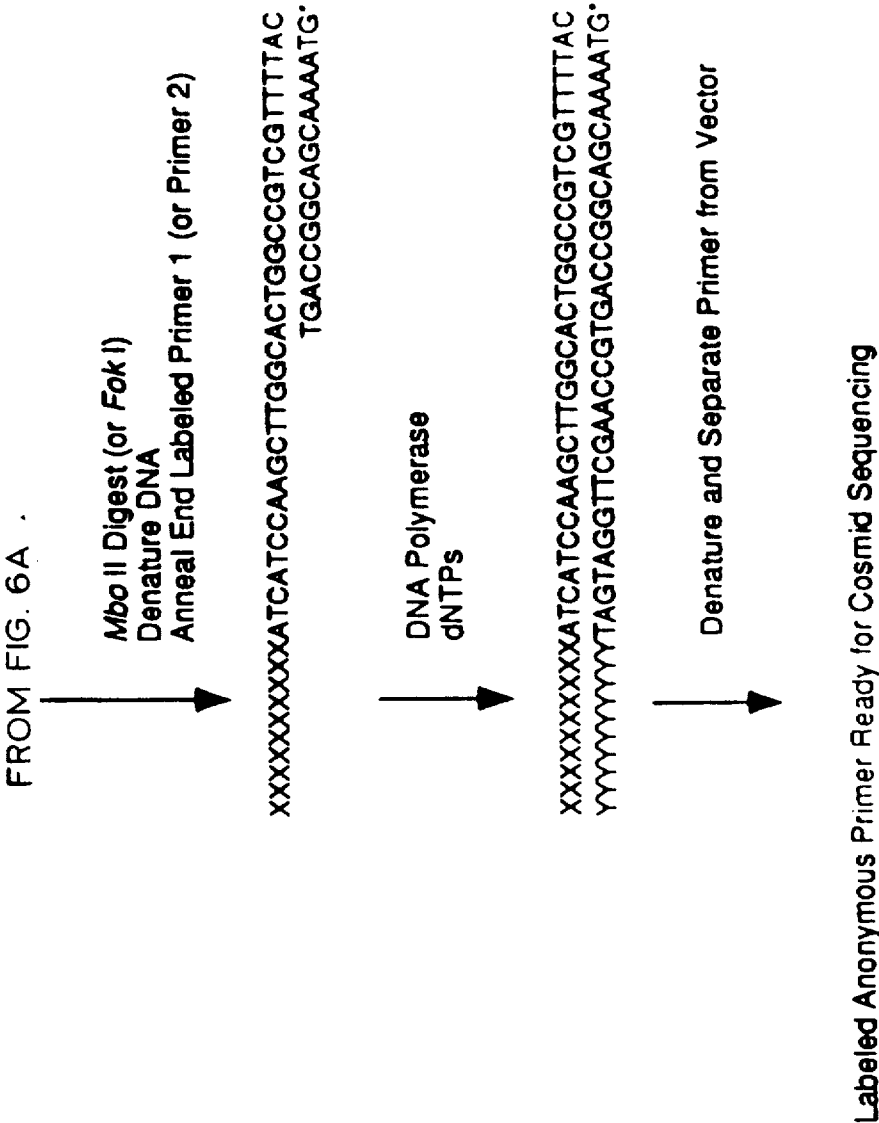 FROM FIG. 6A .
Mbo II Digest (or Fok I)
Denature DNA
Anneal End Labeled Primer 1 (or Primer 2)
XXXXXXXXXXATCATCCAAGCTTGGCACTGGCCGTCGTTTTAC
TGACCGGCAGCAAAATG*
DNA Polymerase
dNTPs
XXXXXXXXXXATCATCCAAGCTTGGCACTGGCCGTCGTTTTAC
YYYYYYYYYYTAGTAGGTTCGAACCGTGACCGGCAGCAAAATG*
Denature and Separate Primer from Vector
Labeled Anonymous Primer Ready for Cosmid Sequencing